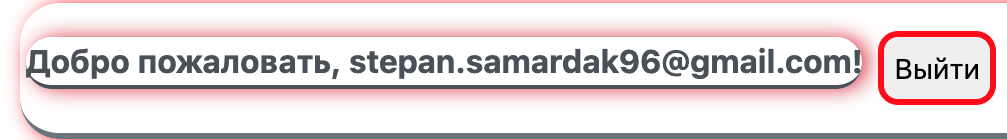 Добро пожаловать, stepan.samardak96@gmail.com!
Выйти